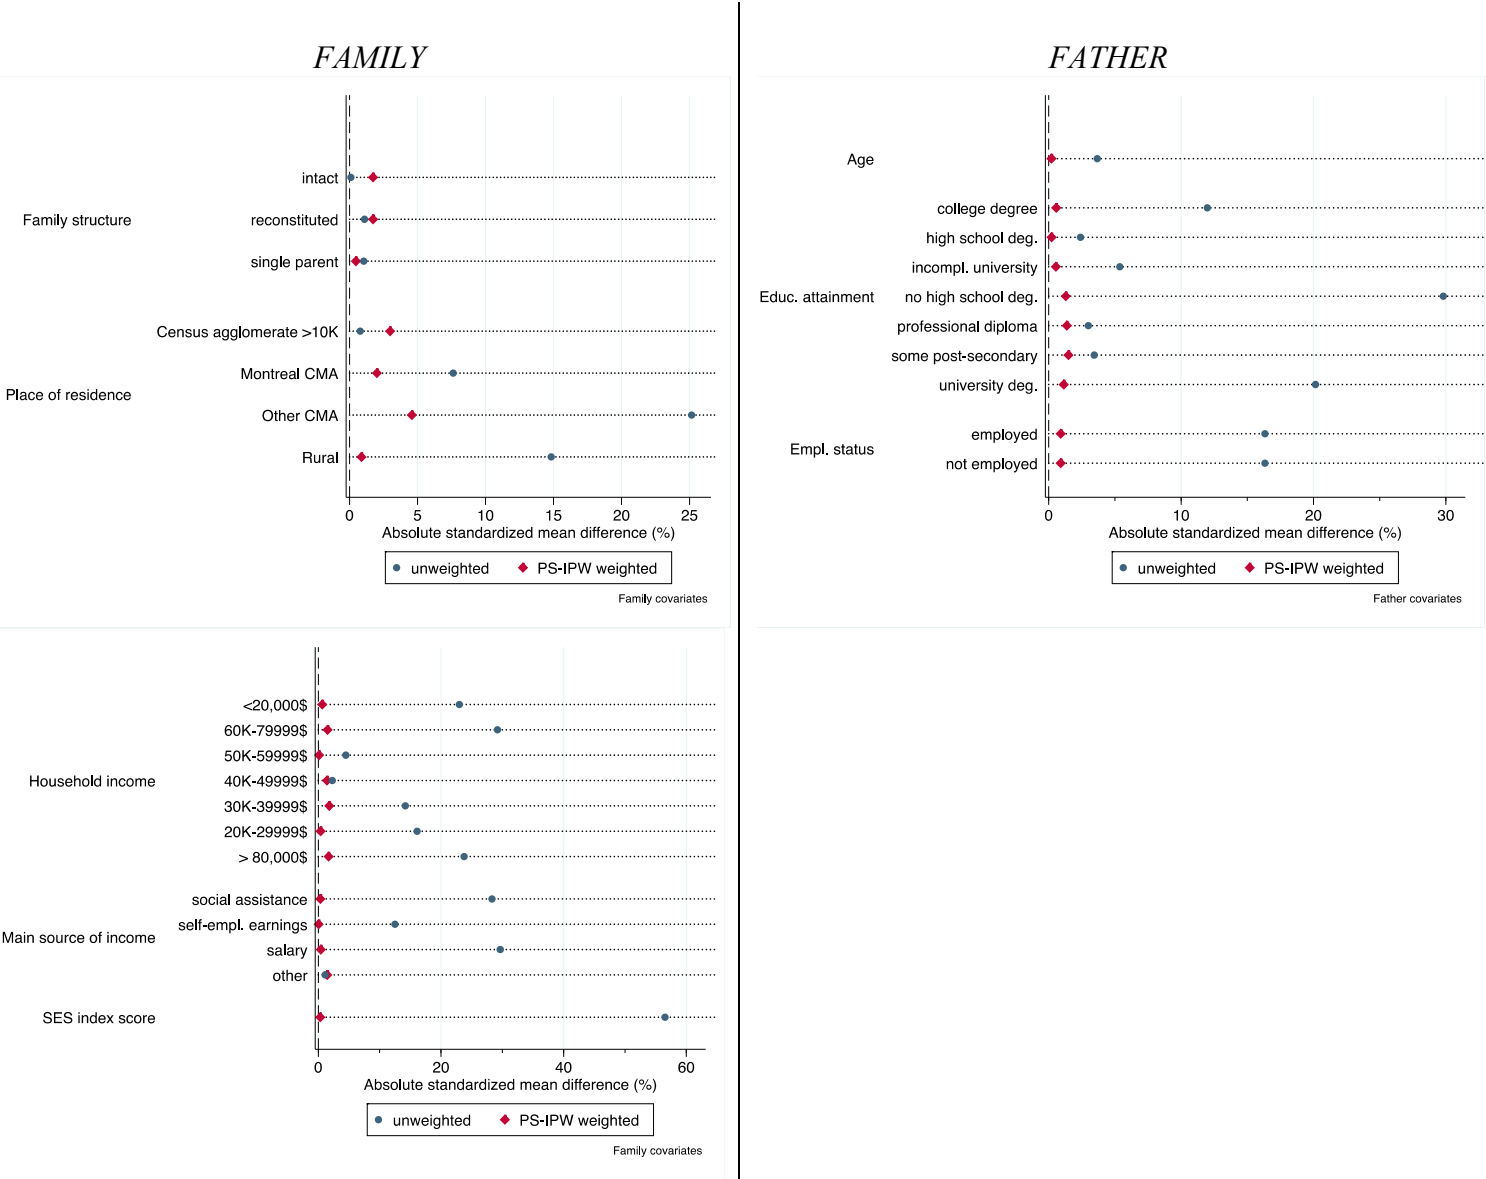 FAMILY
intact
Family structure
reconstituted
single parent
Census agglomerate >10K
Montreal CMA
Place of residence
Other CMA
Rural
0 5 10 15 20 25
Absolute standardized mean difference (%)
unweighted PS-IPW weighted
Family covariates
<20,000$
60K-79999$
50K-59999$
Household income
40K-49999$
30K-39999$
20K-29999$
> 80,000$
social assistance
self-empl. earnings
Main source of income
salary
other
SES index score
0 20 40 60
Absolute standardized mean difference (%)
unweighted PS-IPW weighted
Family covariates
FATHER
Age
college degree
high school deg.
incompl. university
Educ. attainment
no high school deg.
professional diploma
some post-secondary
university deg.
employed
Empl. status
not employed
0 10 20 30
Absolute standardized mean difference (%)
unweighted PS-IPW weighted
Father covariates